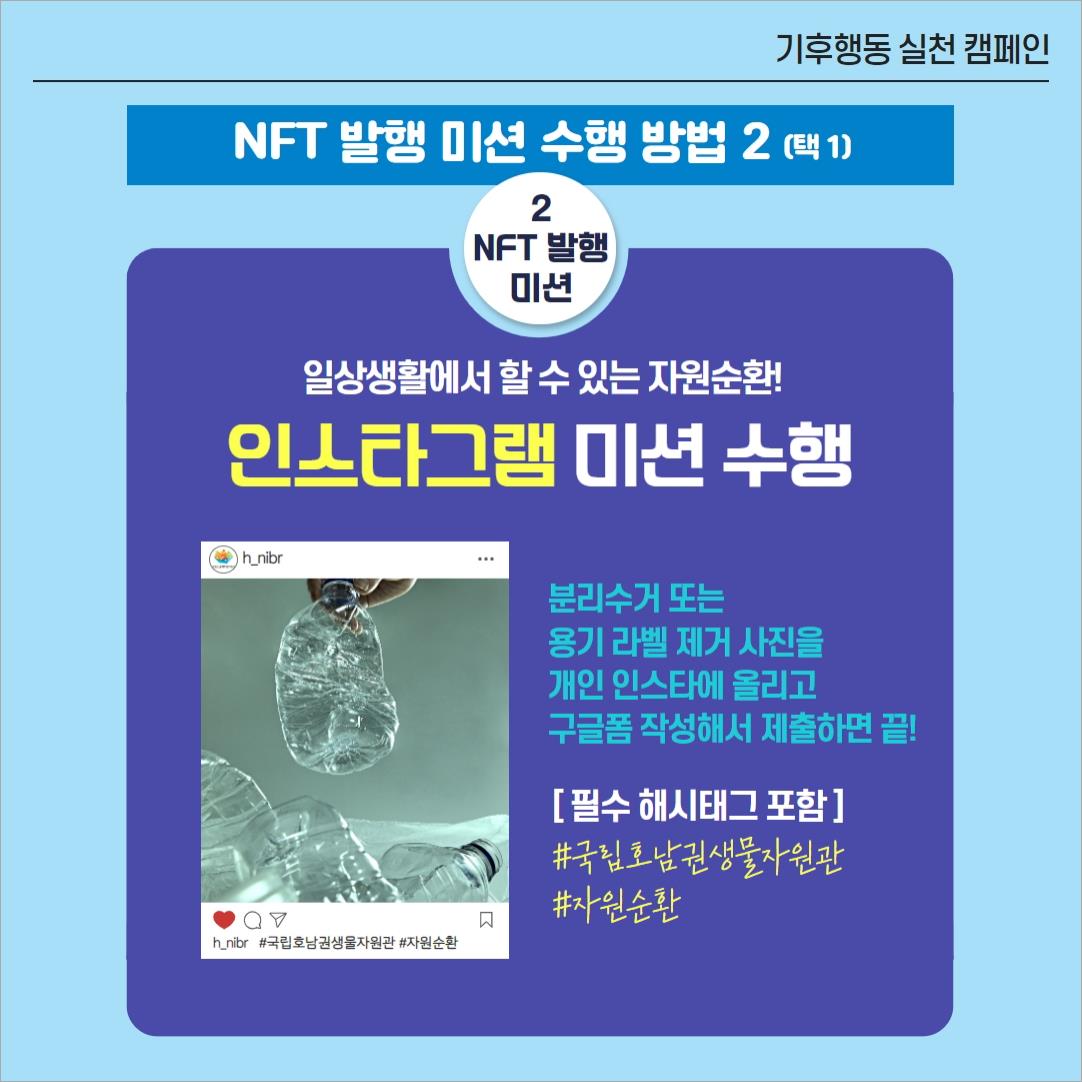 기후행동 실천 캠페인
NFT 발행 미션 수행 방법 2 (택 1)
2
NFT 발행
미션
일상생활에서 할 수 있는 자원순환!
인스타그램 미션 수행
h_nibr
분리수거 또는
용기 라벨 제거 사진을
개인 인스타에 올리고
구글폼 작성해서 제출하면 끝!
[ 필수 해시태그 포함 ]
#국립호남권생물자원관
#자원순환
h_nibr #국립호남권생물자원관 #자원순환